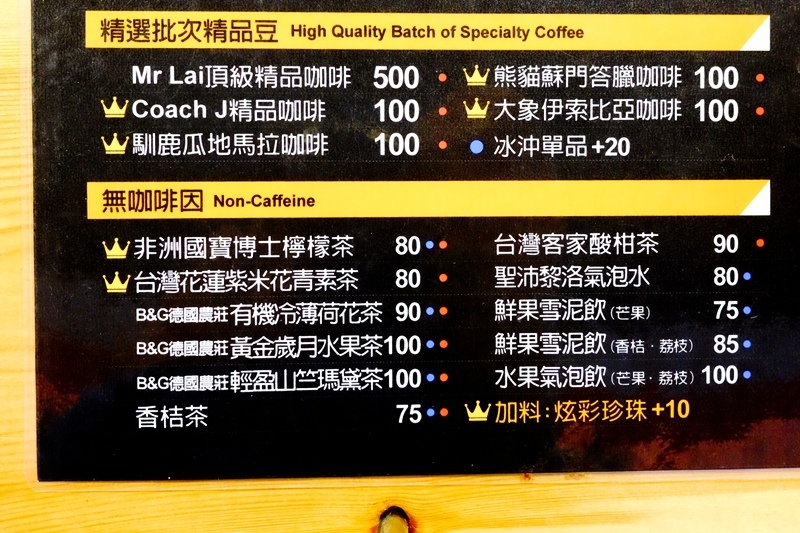 精選批次精品豆 High Quality Batch of Specialty Coffee
Mr Lai頂級精品咖啡 500
熊貓蘇門答臘咖啡 100
Coach J精品咖啡 100
大象伊索比亞咖啡 100
馴鹿瓜地馬拉咖啡 100
冰沖單品+20
無咖啡因 Non-Caffeine
非洲國寶博士檸檬茶 80
台灣客家酸柑茶 90
台灣花蓮紫米花青素茶 80
聖沛黎洛氣泡水 80
B&G德國農莊有機冷薄荷花茶 90
鮮果雪泥飲(芒果) 75
B&G德國農莊黃金歲月水果茶100
鮮果雪泥飲(香桔·荔枝) 85
B&G德國農莊輕盈山竺瑪黛茶100
水果氣泡飲(芒果·荔枝) 100
香桔茶 75
加料:炫彩珍珠+10